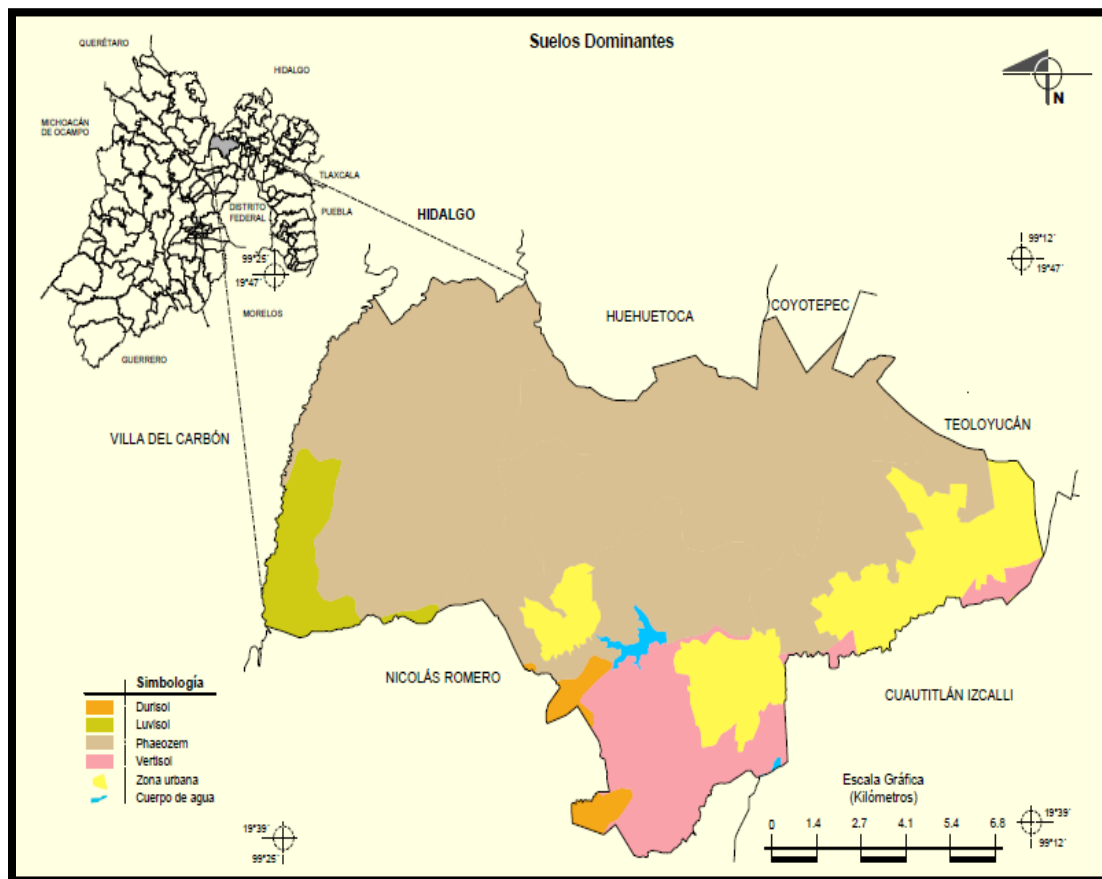 Suelos Dominantes
QUERÉTARO
HIDALGO
MICHOACÁN
DE OCAMPO
TLAXCALA
DISTRITO
FEDERAL
PUEBLA
MORELOS
GUERRERO
N
99°25´
19°47´
99°12´
19°47´
HIDALGO
HUEHUETOCA
COYOTEPEC
TEOLOYUCÁN
VILLA DEL CARBÓN
NICOLÁS ROMERO
CUAUTITLÁN IZCALLI
Simbología
Durisol
Luvisol
Phaeozem
Vertisol
Zona urbana
Cuerpo de agua
19°39´
99°25´
Escala Gráfica
(Kilómetros)
0 1.4 2.7 4.1 5.4 6.8
19°39´
99°12´